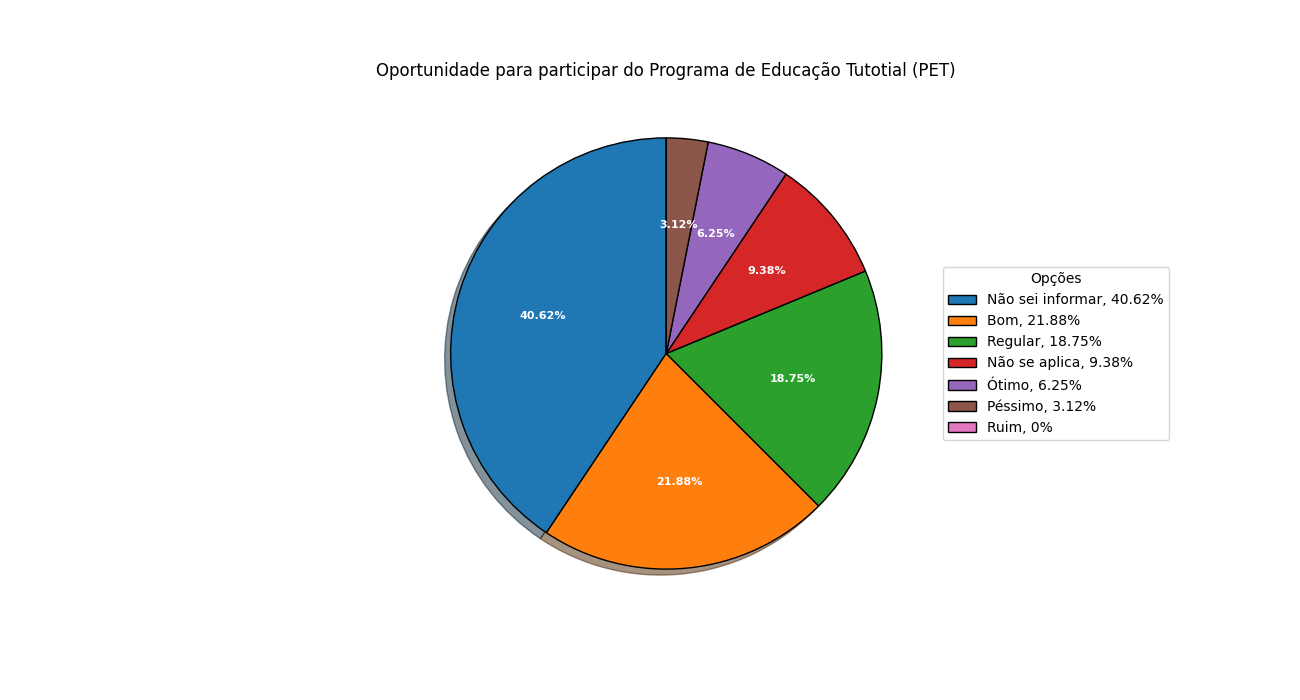 Oportunidade para participar do Programa de Educação Tutotial (PET)
3.12%
6.25%
9.38%
40.62%
18.75%
21.88%
Opções
Não sei informar, 40.62%
Bom, 21.88%
Regular, 18.75%
Não se aplica, 9.38%
Ótimo, 6.25%
Péssimo, 3.12%
Ruim, 0%